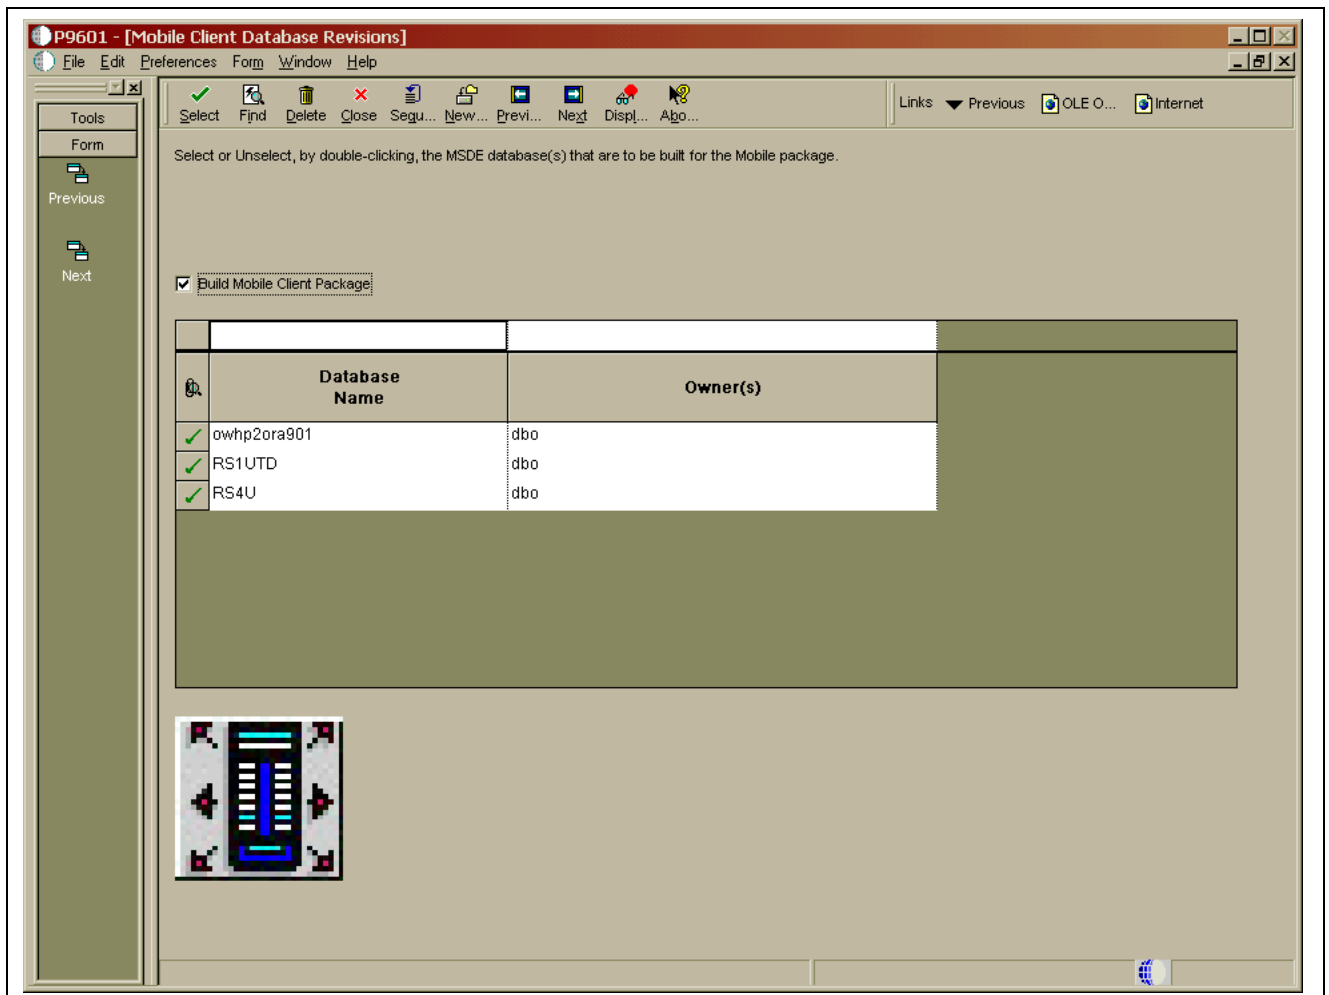 P9601 - [Mobile Client Database Revisions]
File Edit Preferences Form Window Help
Select Find Delete Close Sequ... New... Previ... Next Displ... Abo...
Links Previous OLE O... Internet
Tools
Form
Previous
Next
Select or Unselect, by double-clicking, the MSDE database(s) that are to be built for the Mobile package.
Build Mobile Client Package
Database
Name
Owner(s)
owhp2ora901 dbo
RS1UTD dbo
RS4U dbo